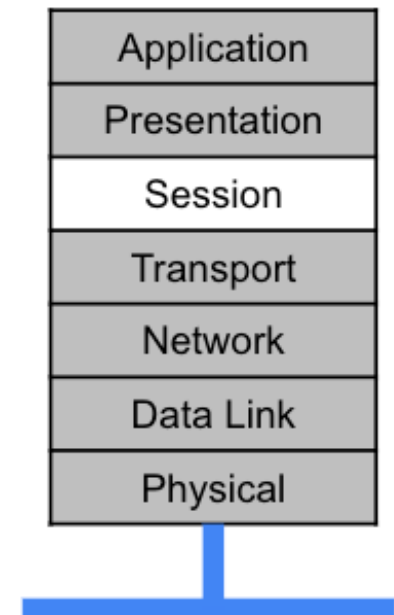 Application
Presentation
Session
Transport
Network
Data Link
Physical